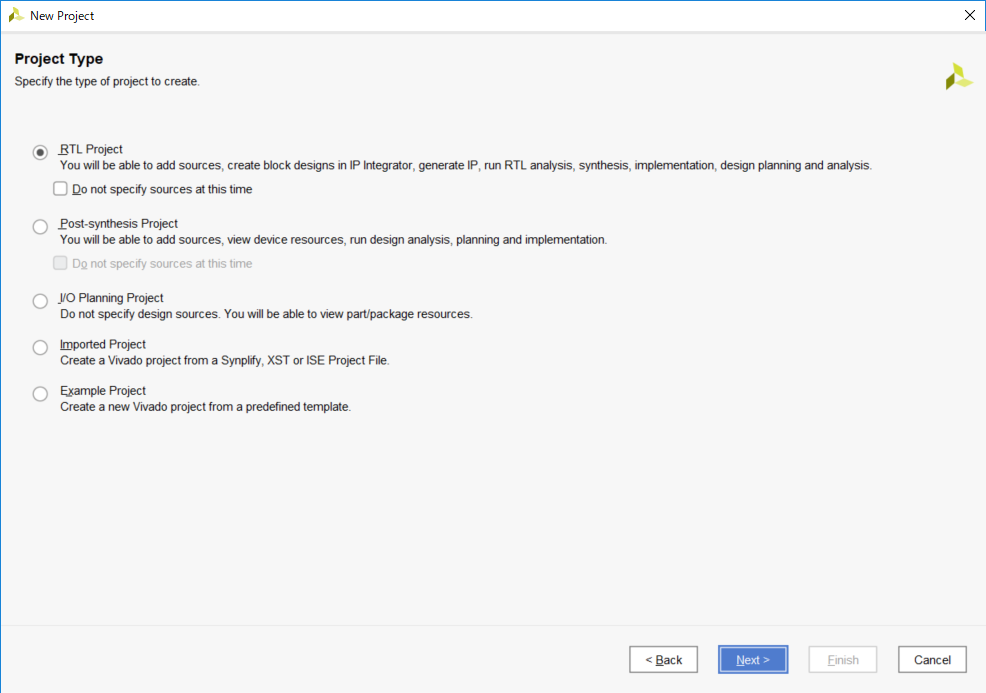 New Project
Project Type
Specify the type of project to create.
RTL Project
You will be able to add sources, create block designs in IP Integrator, generate IP, run RTL analysis, synthesis, implementation, design planning and analysis.
Do not specify sources at this time
Post-synthesis Project
You will be able to add sources, view device resources, run design analysis, planning and implementation.
Do not specify sources at this time
I/O Planning Project
Do not specify design sources. You will be able to view part/package resources.
Imported Project
Create a Vivado project from a Synplify, XST or ISE Project File.
Example Project
Create a new Vivado project from a predefined template.
< Back Next > Finish Cancel